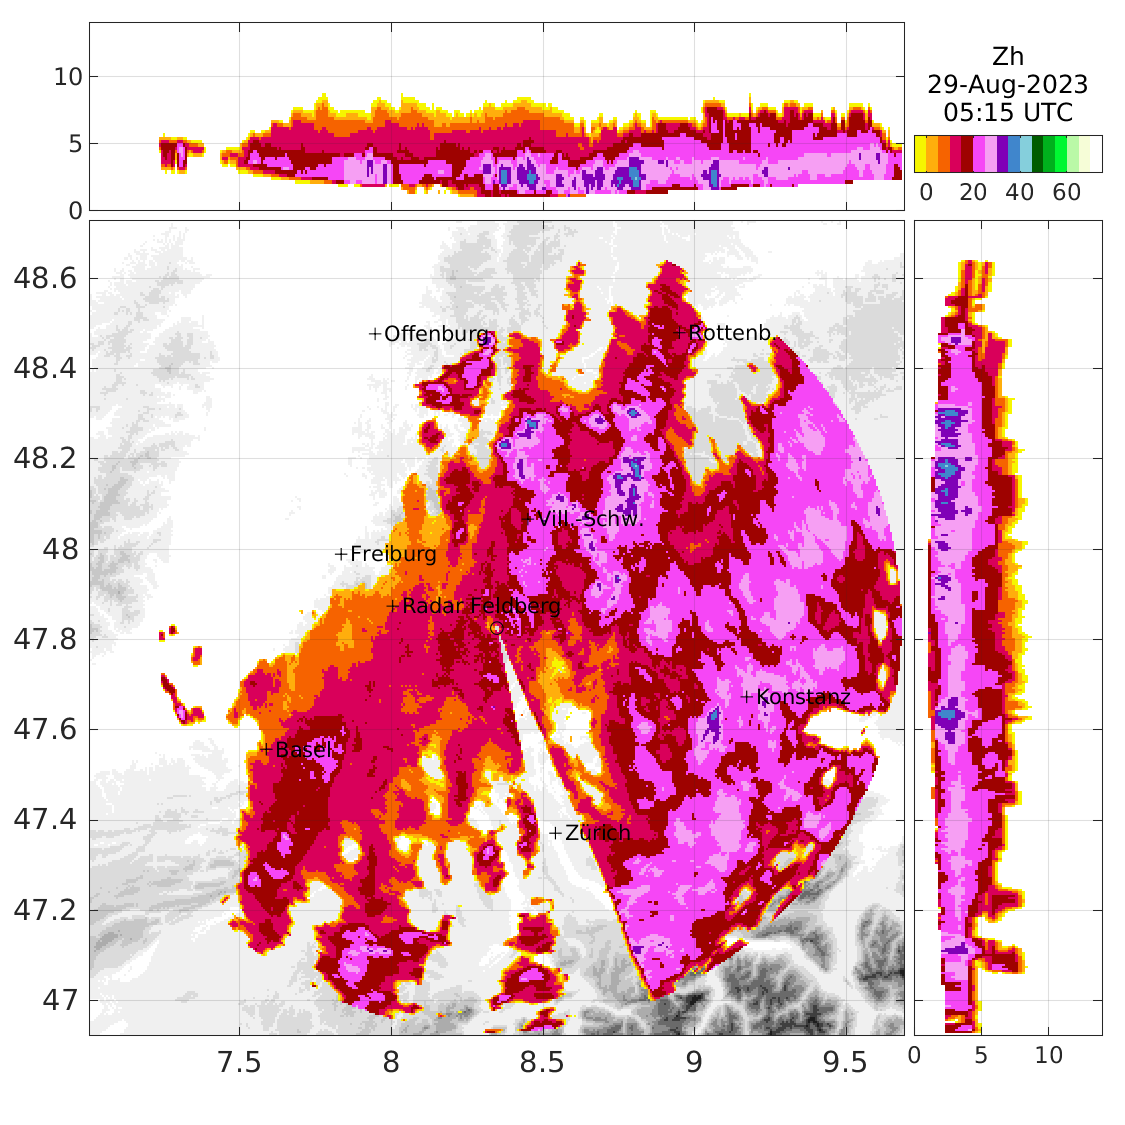 10
5
0
Zh
29-Aug-2023
05:15 UTC
0 20 40 60
48.6
48.4
48.2
48
47.8
47.6
47.4
47.2
47
+Offenburg
+Rottenb.
+Vill.-Schw.
+Freiburg
+Radar Feldberg
+Konstanz
+Basel
+Zürich
7.5 8 8.5 9 9.5
0 5 10